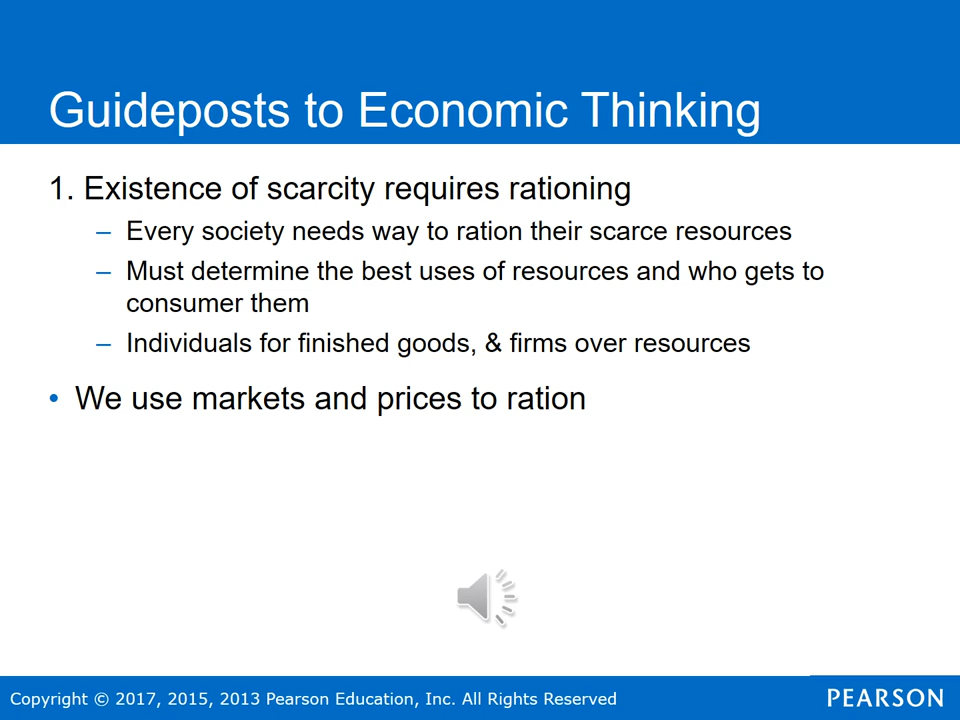 Guideposts to Economic Thinking
1. Existence of scarcity requires rationing
– Every society needs way to ration their scarce resources
– Must determine the best uses of resources and who gets to
consumer them
– Individuals for finished goods, & firms over resources
• We use markets and prices to ration
Copyright © 2017, 2015, 2013 Pearson Education, Inc. All Rights Reserved
PEARSON